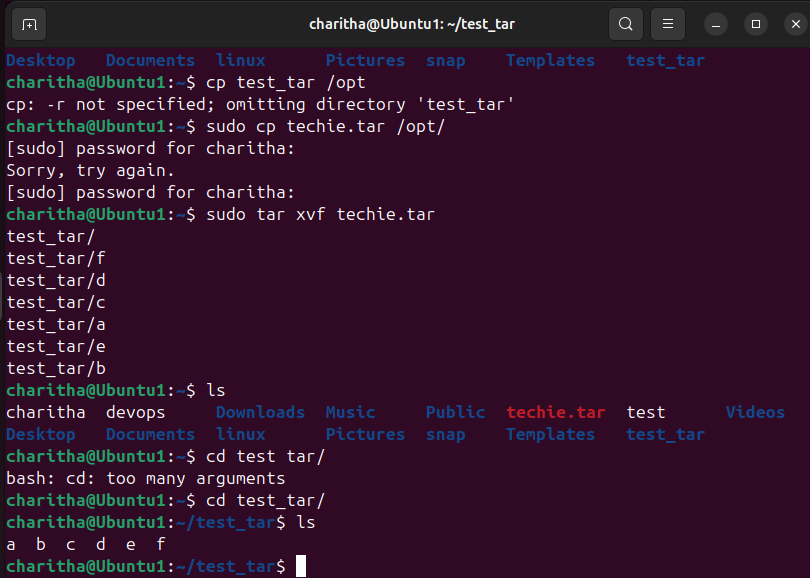 charitha@Ubuntu1: ~/test_tar
Desktop Documents linux Pictures snap Templates test_tar
charitha@Ubuntu1:~$ cp test_tar /opt
cp: -r not specified; omitting directory 'test_tar'
charitha@Ubuntu1:~$ sudo cp techie.tar /opt/
[sudo] password for charitha:
Sorry, try again.
[sudo] password for charitha:
charitha@Ubuntu1:~$ sudo tar xvf techie.tar
test_tar/
test_tar/f
test_tar/d
test_tar/c
test_tar/a
test_tar/e
test_tar/b
charitha@Ubuntu1:~$ ls
charitha devops Downloads Music Public techie.tar test Videos
Desktop Documents linux Pictures snap Templates test_tar
charitha@Ubuntu1:~$ cd test tar/
bash: cd: too many arguments
charitha@Ubuntu1:~$ cd test_tar/
charitha@Ubuntu1:~/test_tar$ ls
a b c d e f
charitha@Ubuntu1:~/test_tar$